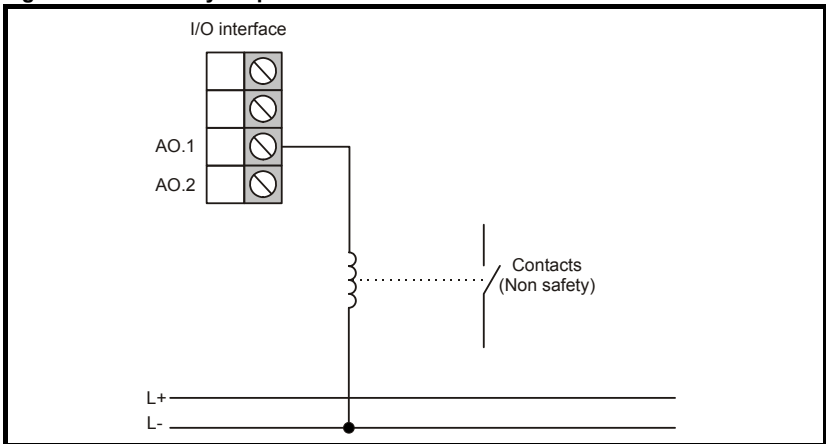 I/O interface
AO.1
AO.2
Contacts
(Non safety)
L+
L-